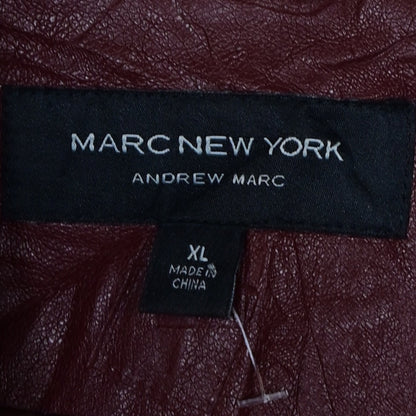 MARC NEW YORK
ANDREW MARC
XL
MADE IN
CHINA